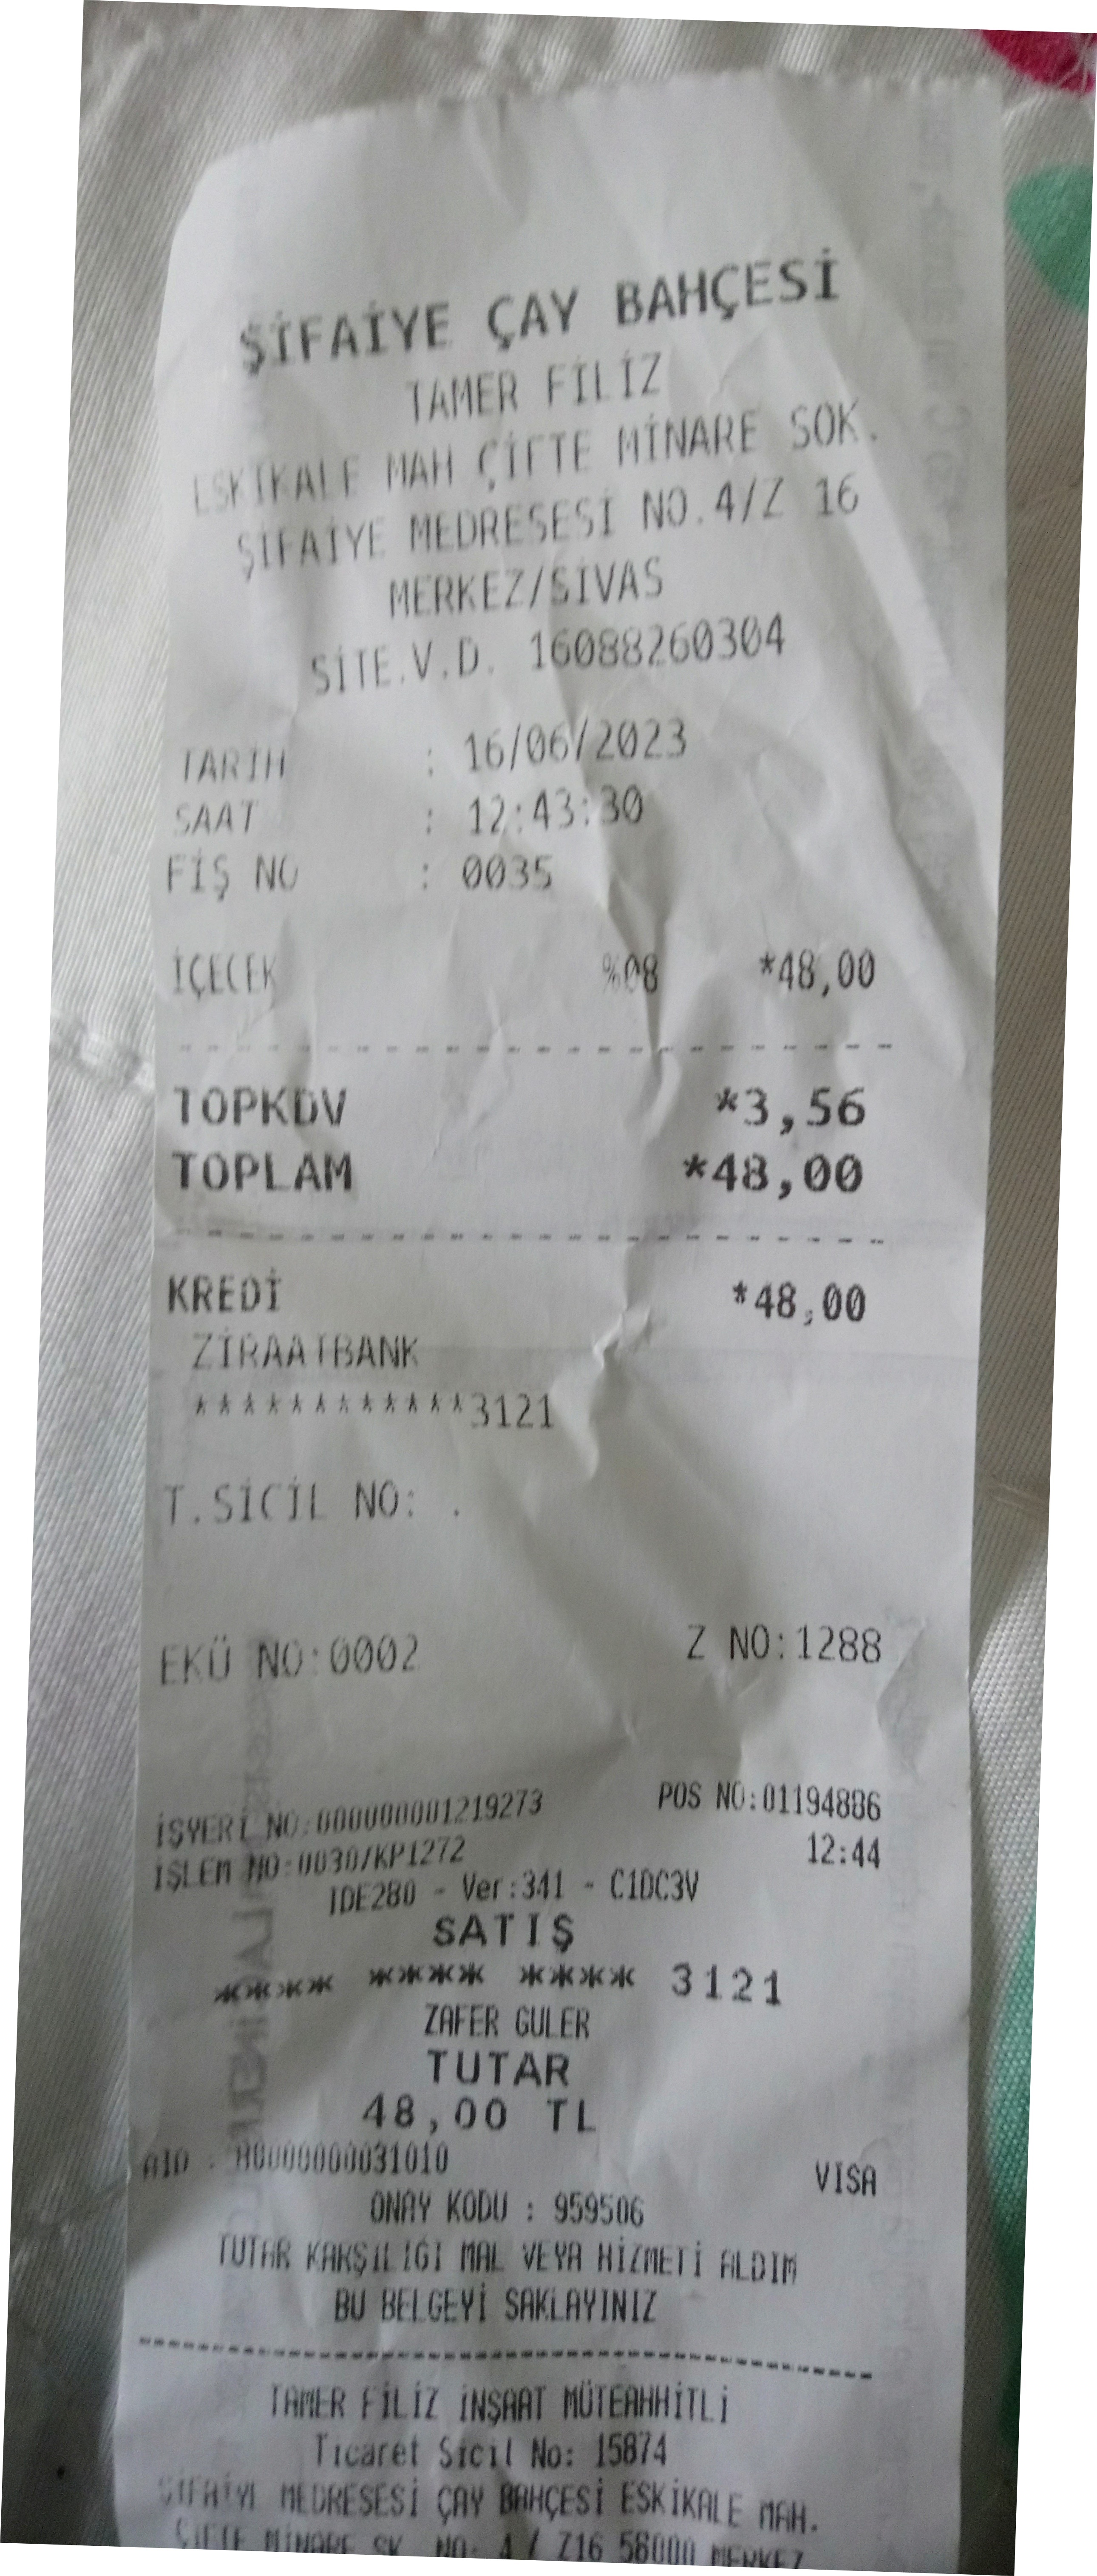 ŞİFAİYE ÇAY BAHÇESİ
TAMER FİLİZ
ESKİKALE MAH ÇİFTE MİNARE SOK.
ŞİFAİYE MEDRESESİ NO.4/Z 16
MERKEZ/SİVAS
SİTE.V.D. 16088260304
TARİH : 16/06/2023
SAAT : 12:43:30
FİŞ NO : 0035
İÇECEK %08 *48,00
TOPKDV *3,56
TOPLAM *48,00
KREDİ *48,00
ZİRAATBANK
************3121
T.SİCİL NO: .
EKÜ NO:0002 Z NO:1288
İŞYERİ NO:000000001219273 POS NO:01194886
İŞLEM NO:0030/KP1272 12:44
IDE280 - Ver:341 - C1DC3V
SATIŞ
**** **** **** 3121
ZAFER GULER
TUTAR
48,00 TL
AID : A0000000031010 VISA
ONAY KODU : 959506
TUTAR KARŞILIĞI MAL VEYA HİZMETİ ALDIM
BU BELGEYİ SAKLAYINIZ
TAMER FİLİZ İNŞAAT MÜTEAHHİTLİ
Ticaret Sicil No: 15874
ŞİFAİYE MEDRESESİ ÇAY BAHÇESİ ESKİKALE MAH.
ÇİFTE MİNARE SK. NO: 4 / Z16 58000 MERKEZ